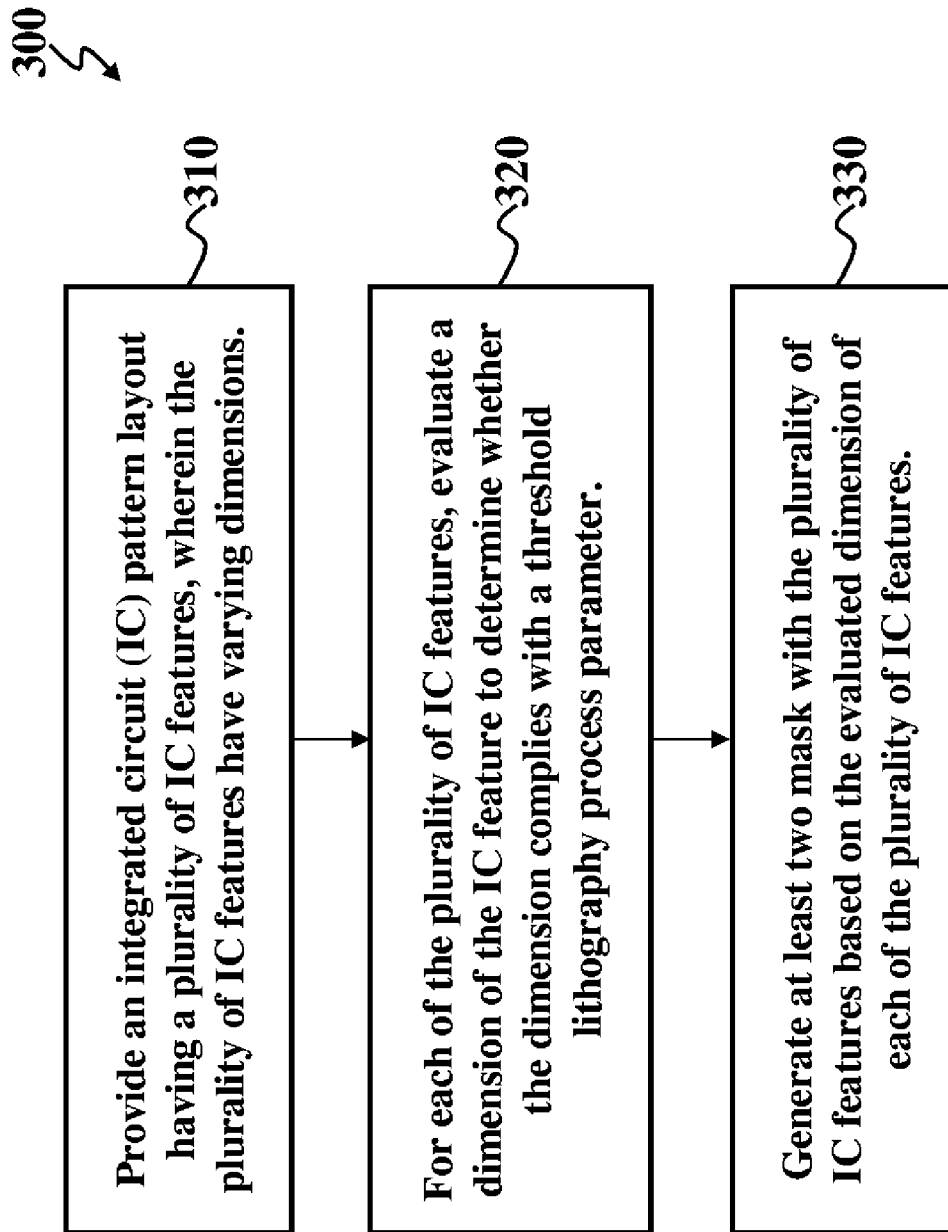 300
Provide an integrated circuit (IC) pattern layout
having a plurality of IC features, wherein the
plurality of IC features have varying dimensions.
310
For each of the plurality of IC features, evaluate a
dimension of the IC feature to determine whether
the dimension complies with a threshold
lithography process parameter.
320
Generate at least two mask with the plurality of
IC features based on the evaluated dimension of
each of the plurality of IC features.
330